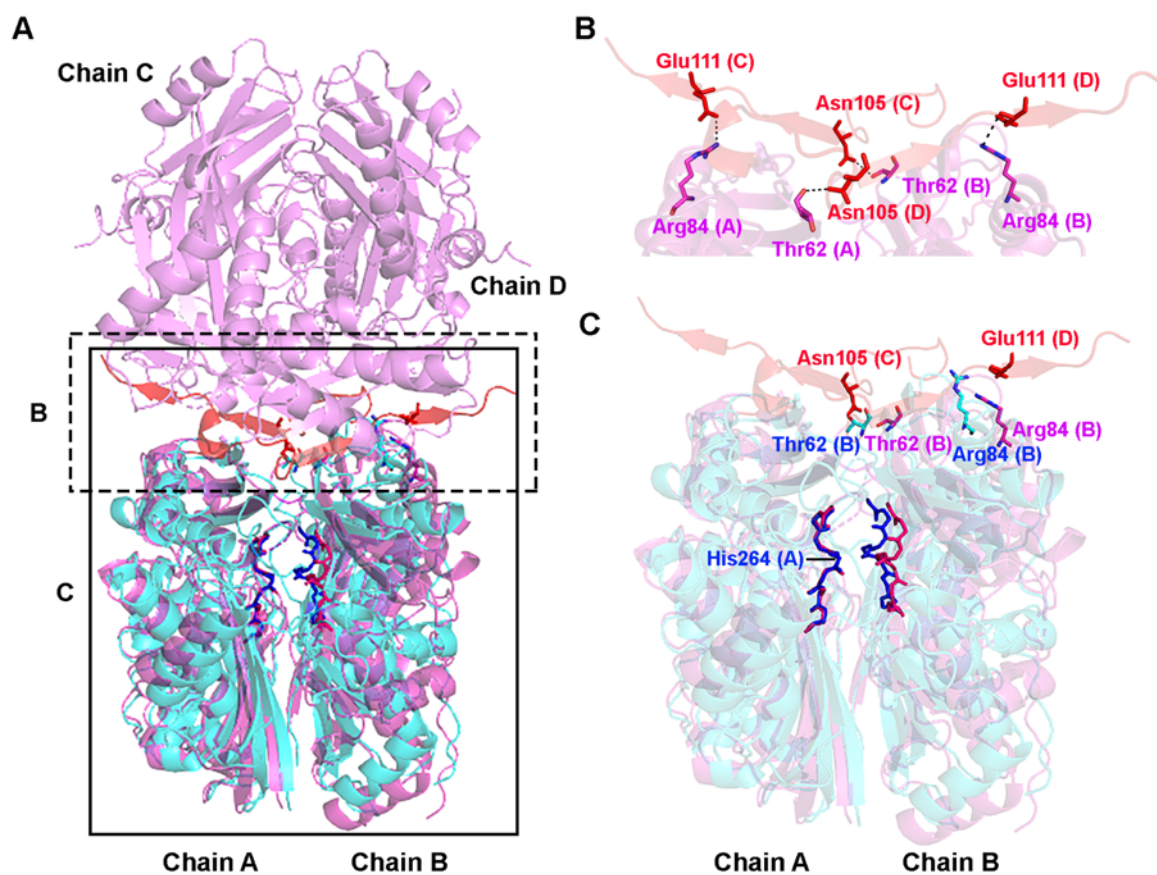 A
Chain C
Chain D
B
C
Chain A
Chain B
B
Glu111 (C)
Glu111 (D)
Asn105 (C)
Thr62 (B)
Asn105 (D)
Arg84 (A)
Arg84 (B)
Thr62 (A)
C
Glu111 (D)
Asn105 (C)
Thr62 (B)
Thr62 (B)
Arg84 (B)
Arg84
(B)
His264 (A)
Chain A
Chain B